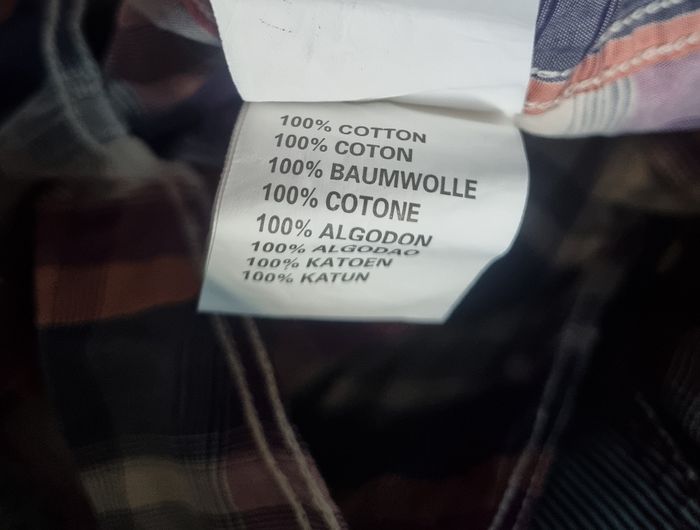 100% COTTON
100% COTON
100% BAUMWOLLE
100% COTONE
100% ALGODON
100% ALGODAO
100% KATOEN
100% KATUN